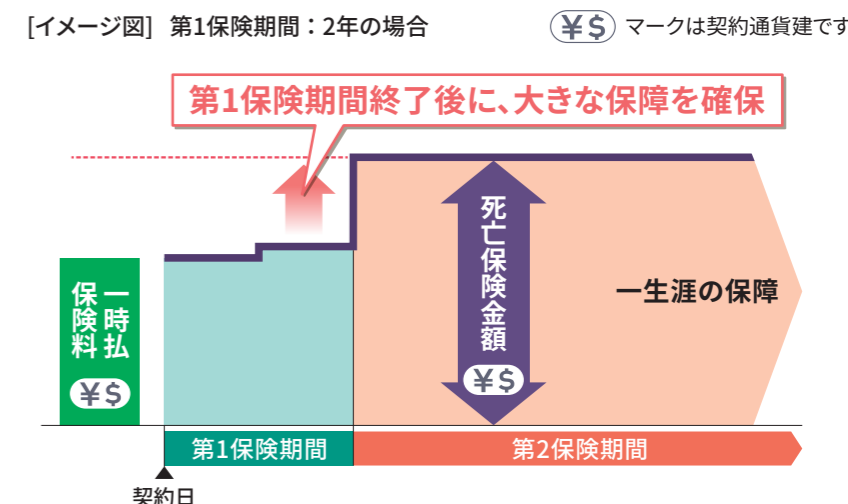 [イメージ図] 第1保険期間：2年の場合
¥$ マークは契約通貨建です
第1保険期間終了後に、大きな保障を確保
一時払
保険料
¥$
死亡保険金額
¥$
一生涯の保障
第1保険期間
第2保険期間
契約日